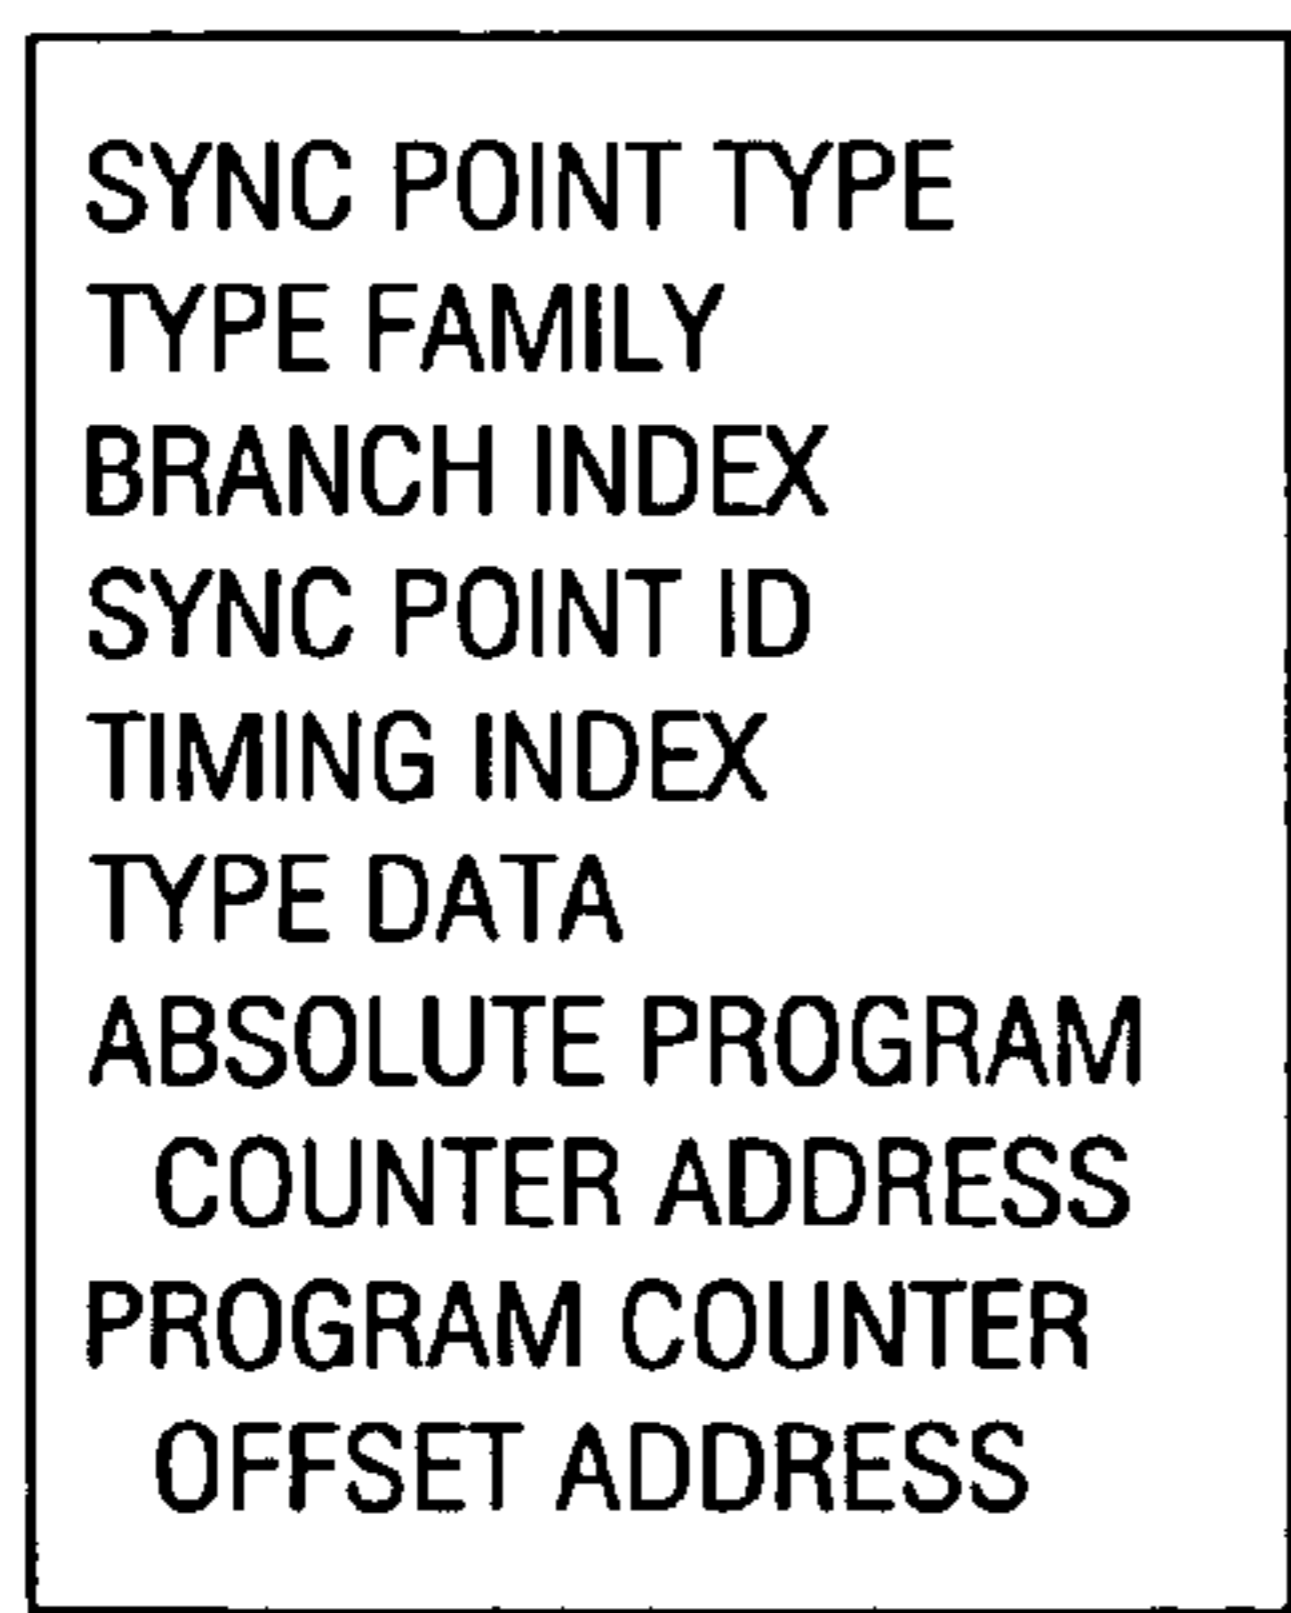 SYNC POINT TYPE
TYPE FAMILY
BRANCH INDEX
SYNC POINT ID
TIMING INDEX
TYPE DATA
ABSOLUTE PROGRAM
COUNTER ADDRESS
PROGRAM COUNTER
OFFSET ADDRESS